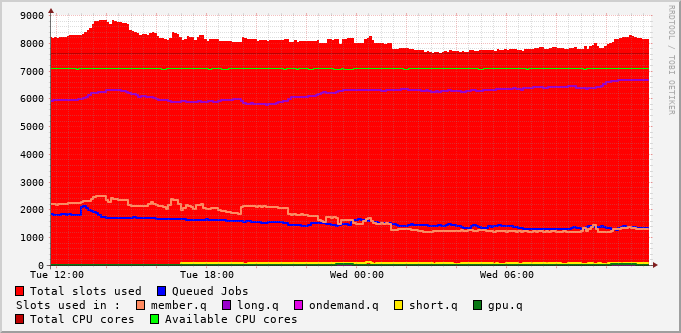 9000
8000
7000
6000
5000
4000
3000
2000
1000
0
Tue 12:00 Tue 18:00 Wed 00:00 Wed 06:00
RRDTOOL / TOBI OETIKER
Total slots used Queued Jobs
Slots used in : member.q long.q ondemand.q short.q gpu.q
Total CPU cores Available CPU cores